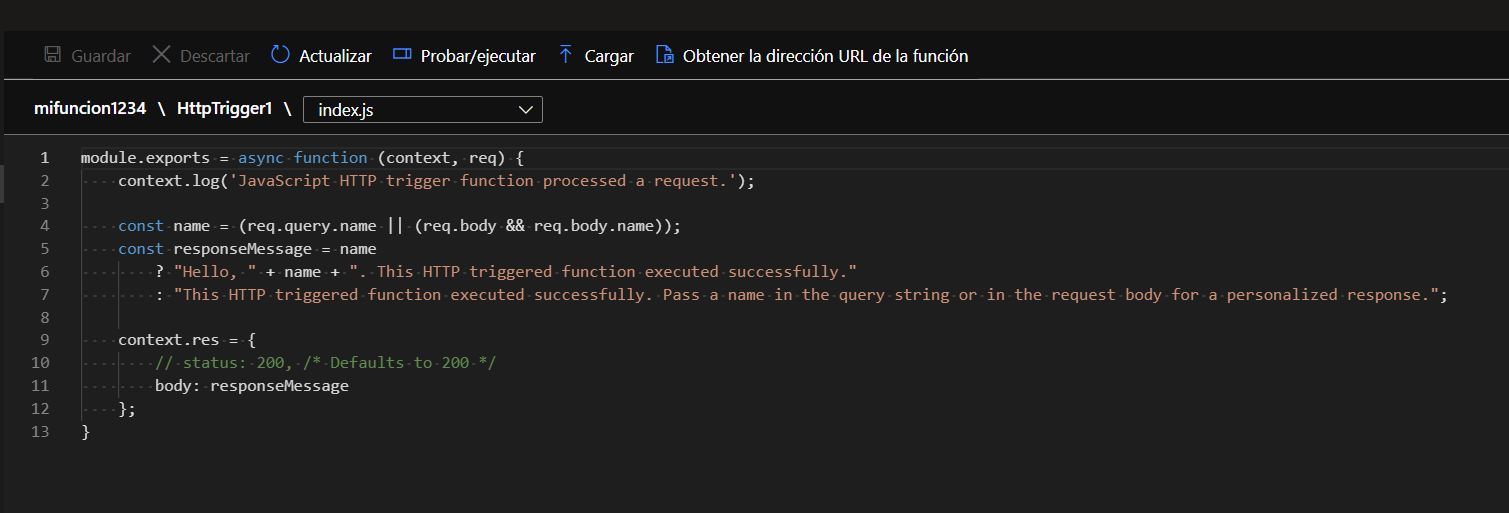 Guardar Descartar Actualizar Probar/ejecutar Cargar Obtener la dirección URL de la función
mifuncion1234 \ HttpTrigger1 \ index.js
1 module.exports = async function (context, req) {
2     context.log('JavaScript HTTP trigger function processed a request.');
3
4     const name = (req.query.name || (req.body && req.body.name));
5     const responseMessage = name
6         ? "Hello, " + name + ". This HTTP triggered function executed successfully."
7         : "This HTTP triggered function executed successfully. Pass a name in the query string or in the request body for a personalized response.";
8
9     context.res = {
10         // status: 200, /* Defaults to 200 */
11         body: responseMessage
12     };
13 }